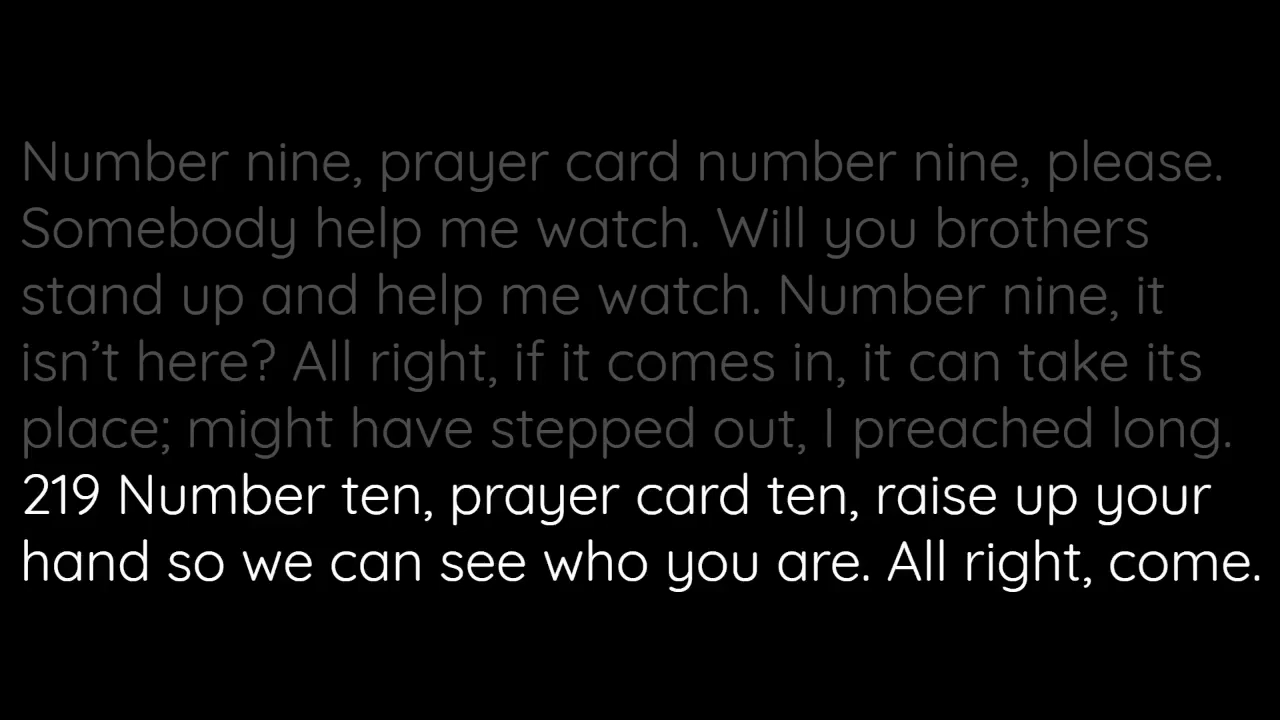 Number nine, prayer card number nine, please.
Somebody help me watch. Will you brothers
stand up and help me watch. Number nine, it
isn’t here? All right, if it comes in, it can take its
place; might have stepped out, I preached long.
219 Number ten, prayer card ten, raise up your
hand so we can see who you are. All right, come.